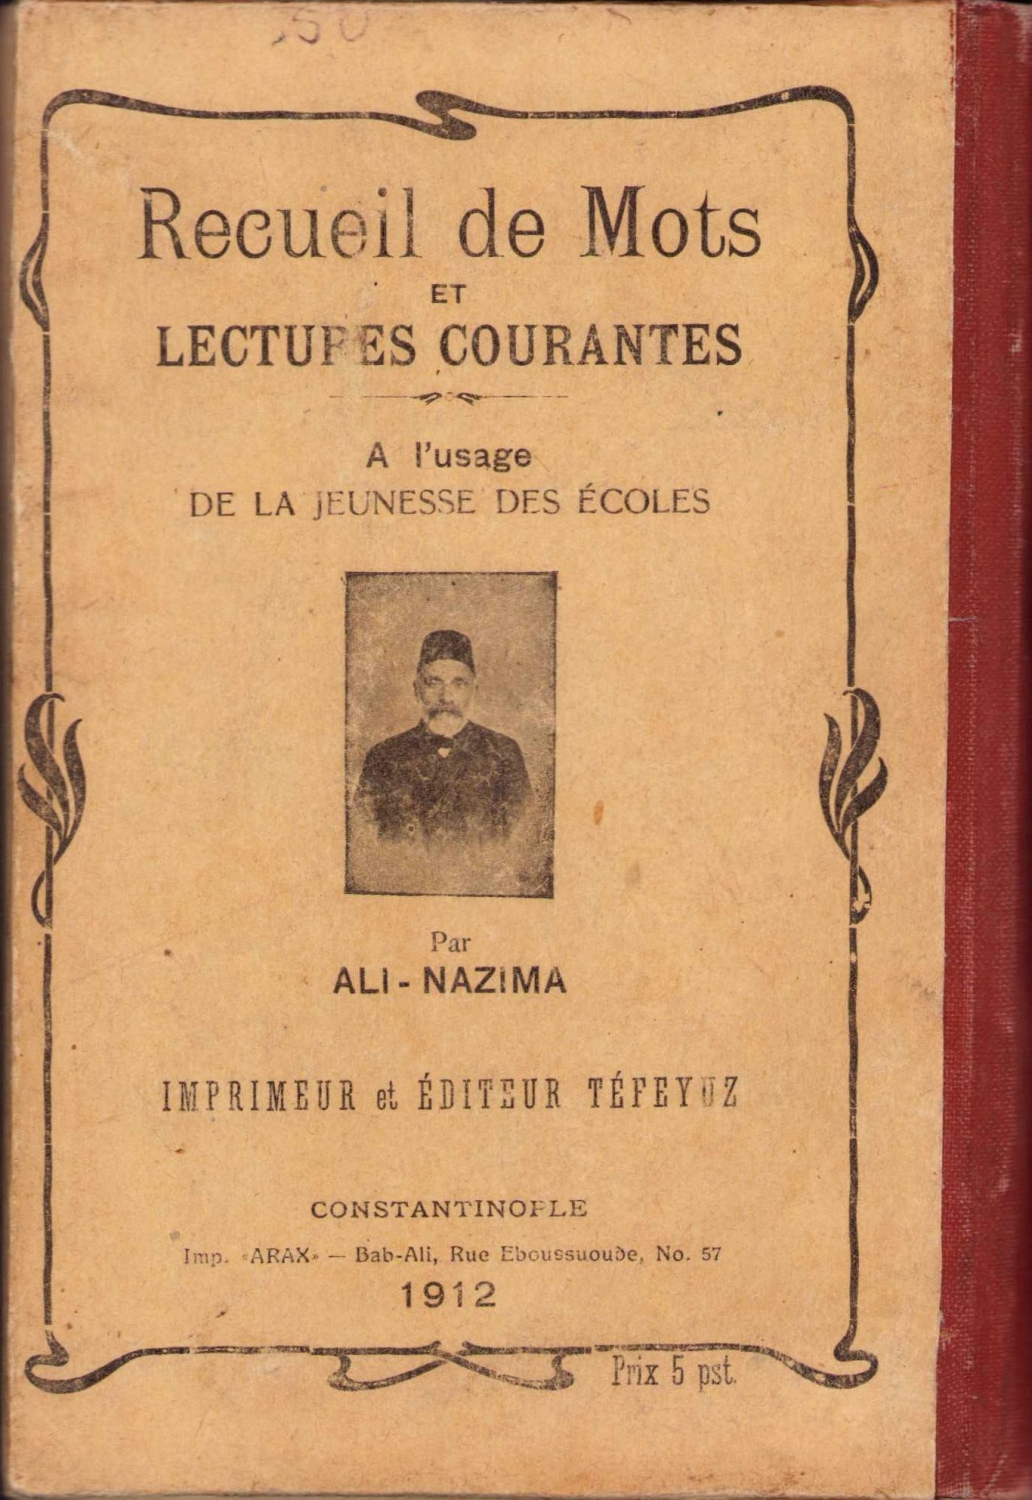 Recueil de Mots
ET
LECTURES COURANTES
A l'usage
DE LA JEUNESSE DES ÉCOLES
Par
ALI - NAZIMA
IMPRIMEUR et ÉDITEUR TÉFEYUZ
CONSTANTINOPLE
Imp. «ARAX» — Bab-Ali, Rue Eboussuoude, No. 57
1912
Prix 5 pst.